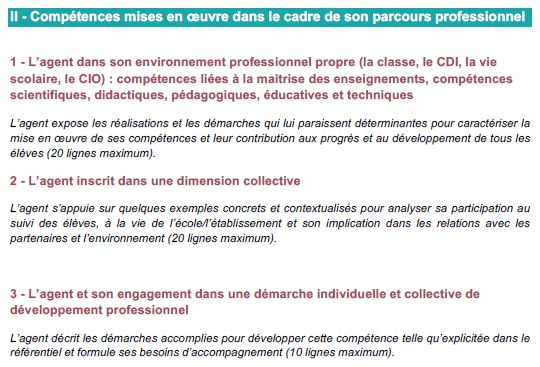 II - Compétences mises en œuvre dans le cadre de son parcours professionnel
1 - L'agent dans son environnement professionnel propre (la classe, le CDI, la vie
scolaire, le CIO) : compétences liées à la maitrise des enseignements, compétences
scientifiques, didactiques, pédagogiques, éducatives et techniques
L'agent expose les réalisations et les démarches qui lui paraissent déterminantes pour caractériser la
mise en œuvre de ses compétences et leur contribution aux progrès et au développement de tous les
élèves (20 lignes maximum).
2 - L'agent inscrit dans une dimension collective
L'agent s'appuie sur quelques exemples concrets et contextualisés pour analyser sa participation au
suivi des élèves, à la vie de l'école/l'établissement et son implication dans les relations avec les
partenaires et l'environnement (20 lignes maximum).
3 - L'agent et son engagement dans une démarche individuelle et collective de
développement professionnel
L'agent décrit les démarches accomplies pour développer cette compétence telle qu'explicitée dans le
référentiel et formule ses besoins d'accompagnement (10 lignes maximum).